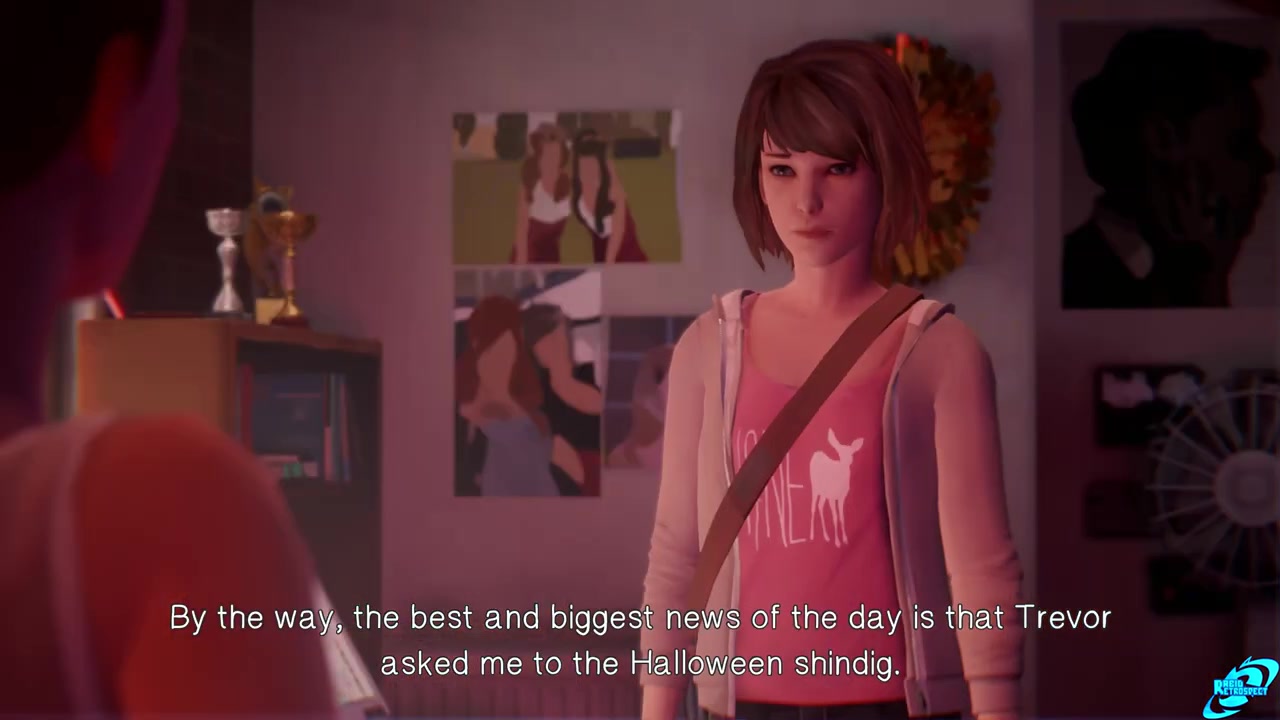 By the way, the best and biggest news of the day is that Trevor
asked me to the Halloween shindig.
RETROSPECT